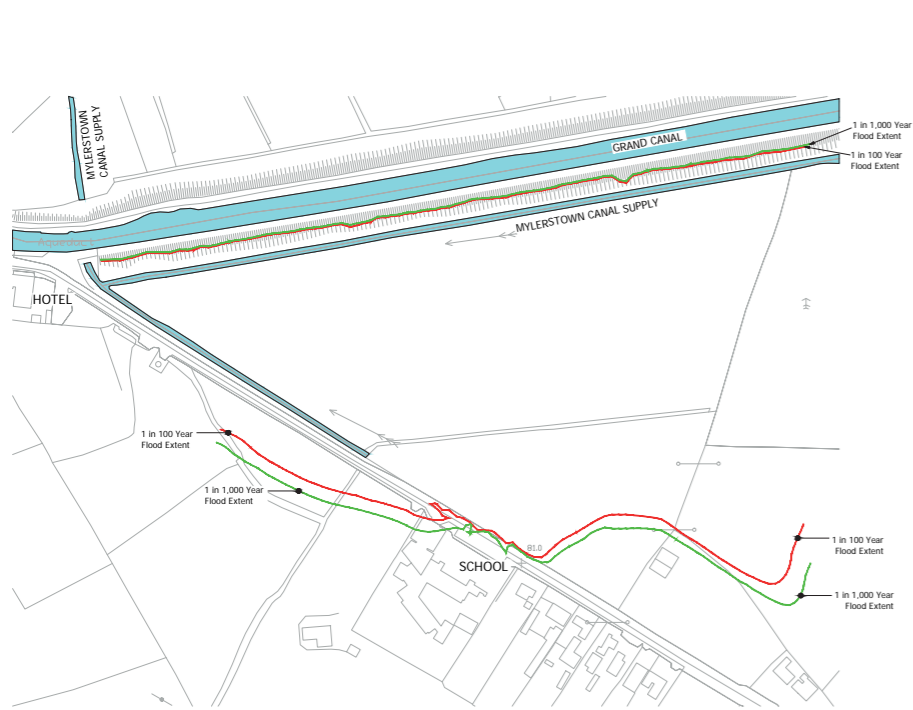 MYLERSTOWN
CANAL SUPPLY
GRAND CANAL
1 in 1,000 Year
Flood Extent
1 in 100 Year
Flood Extent
MYLERSTOWN CANAL SUPPLY
HOTEL
1 in 100 Year
Flood Extent
1 in 1,000 Year
Flood Extent
SCHOOL
1 in 100 Year
Flood Extent
1 in 1,000 Year
Flood Extent